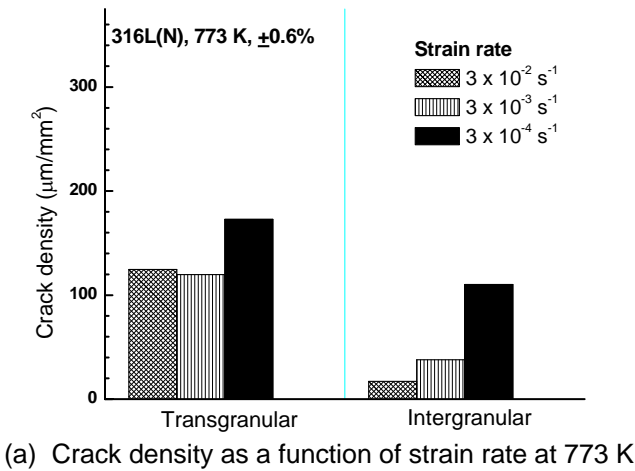 316L(N), 773 K, ±0.6%
Strain rate
3 x 10⁻² s⁻¹
3 x 10⁻³ s⁻¹
3 x 10⁻⁴ s⁻¹
Crack density (μm/mm²)
300
200
100
0
Transgranular
Intergranular
(a) Crack density as a function of strain rate at 773 K